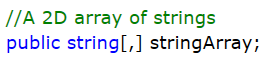 //A 2D array of strings
public string[,] stringArray;